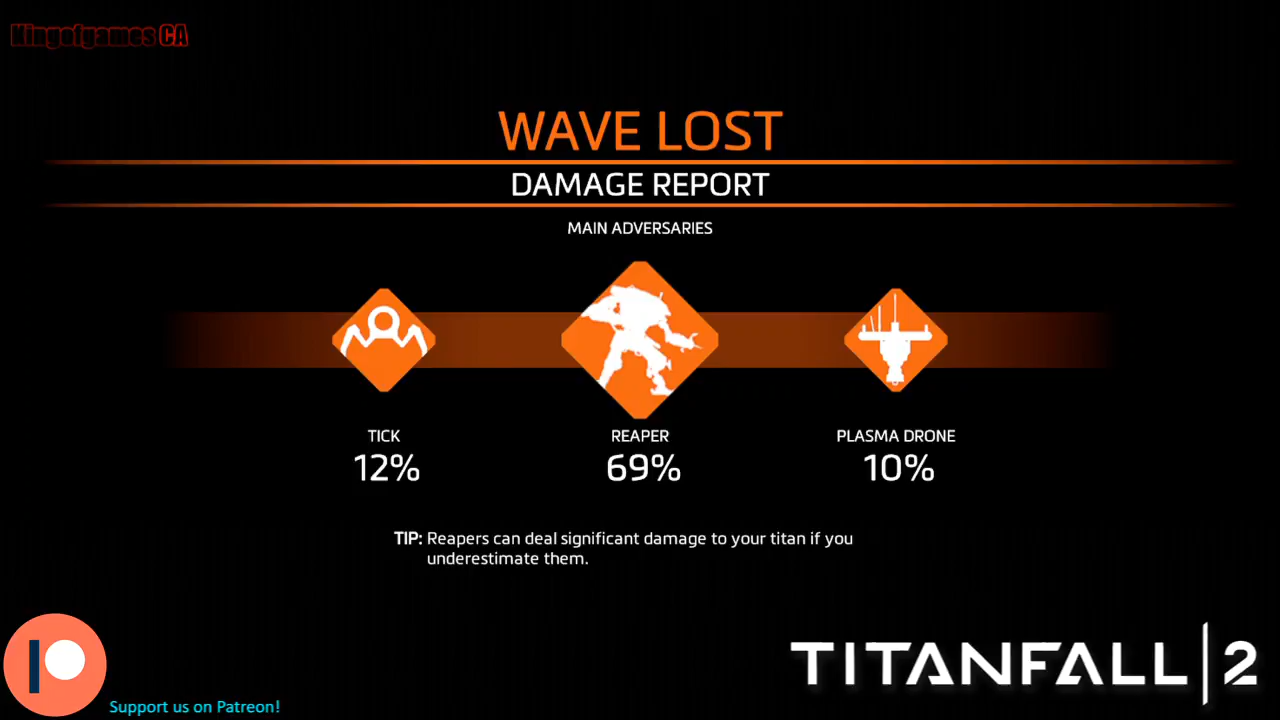 Kingofgames CA
WAVE LOST
DAMAGE REPORT
MAIN ADVERSARIES
TICK
12%
REAPER
69%
PLASMA DRONE
10%
TIP: Reapers can deal significant damage to your titan if you
underestimate them.
TITANFALL|2
Support us on Patreon!